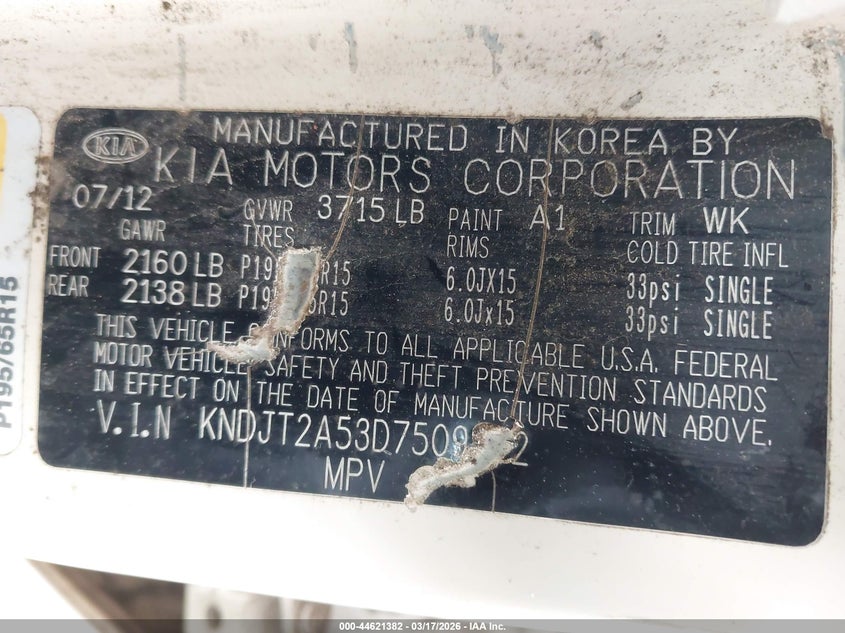 MANUFACTURED IN KOREA BY
KIA KIA MOTORS CORPORATION
07/12 GVWR 3715 LB PAINT A1 TRIM WK
GAWR TIRES RIMS COLD TIRE INFL
FRONT 2160 LB 6.0JX15 33psi SINGLE
REAR 2138 LB 6.0Jx15 33psi SINGLE
THIS VEHICLE CONFORMS TO ALL APPLICABLE U.S.A. FEDERAL
MOTOR VEHICLE SAFETY AND THEFT PREVENTION STANDARDS
IN EFFECT ON THE DATE OF MANUFACTURE SHOWN ABOVE.
V.I.N
MPV
P195/65R15
000-44621382 - 03/17/2026 - IAA Inc.